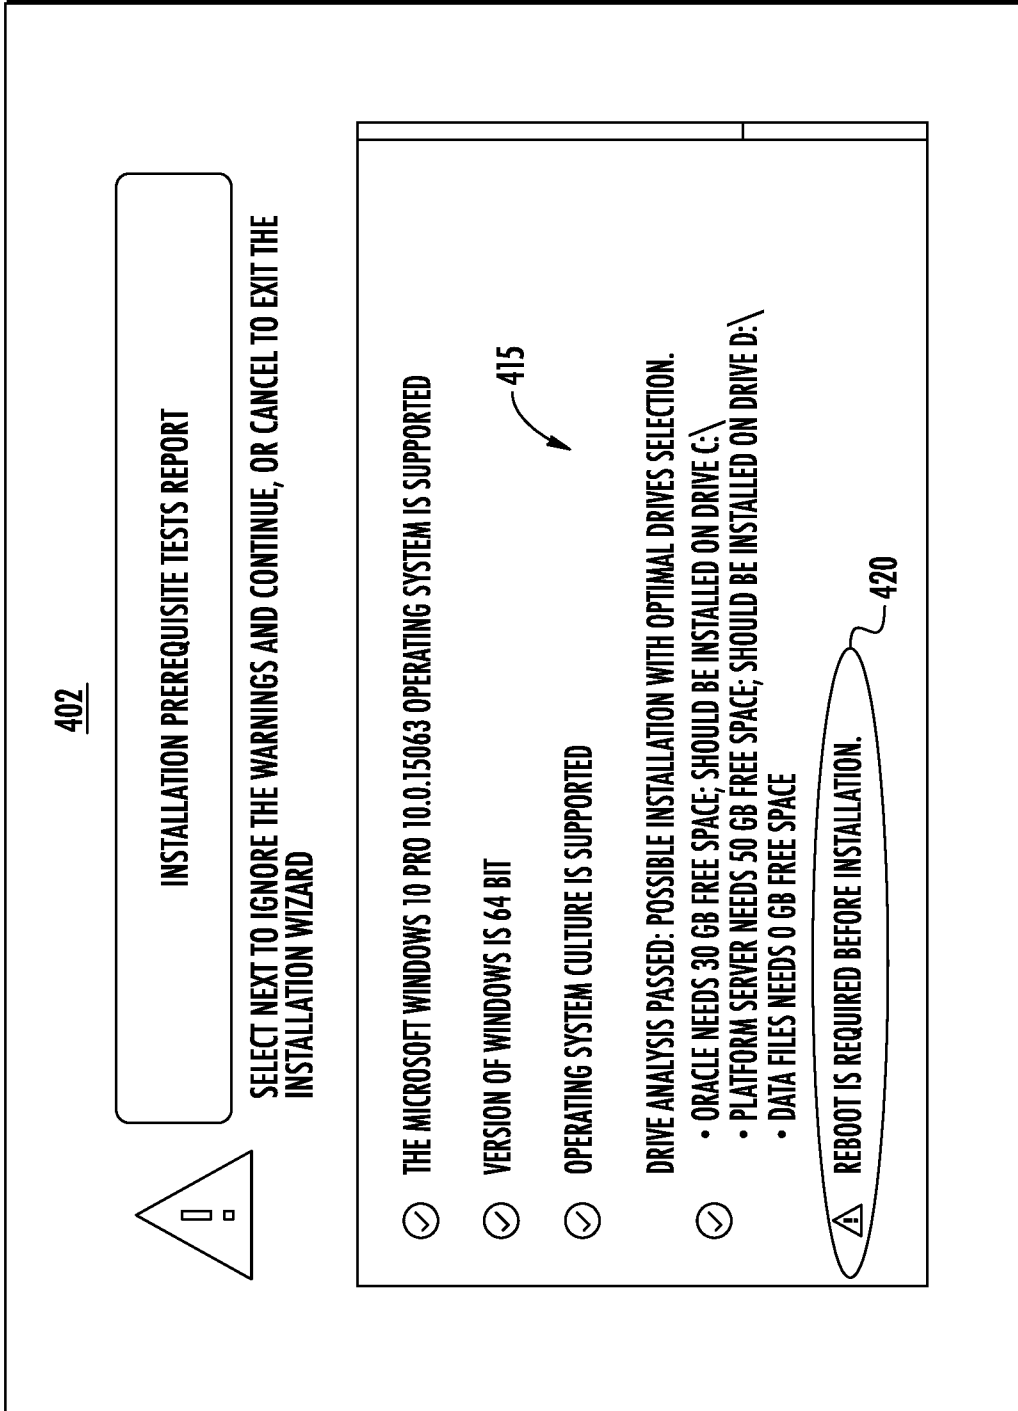 402
INSTALLATION PREREQUISITE TESTS REPORT
SELECT NEXT TO IGNORE THE WARNINGS AND CONTINUE, OR CANCEL TO EXIT THE
INSTALLATION WIZARD
THE MICROSOFT WINDOWS 10 PRO 10.0.15063 OPERATING SYSTEM IS SUPPORTED
VERSION OF WINDOWS IS 64 BIT
415
OPERATING SYSTEM CULTURE IS SUPPORTED
DRIVE ANALYSIS PASSED: POSSIBLE INSTALLATION WITH OPTIMAL DRIVES SELECTION.
• ORACLE NEEDS 30 GB FREE SPACE; SHOULD BE INSTALLED ON DRIVE C:\
• PLATFORM SERVER NEEDS 50 GB FREE SPACE; SHOULD BE INSTALLED ON DRIVE D:\
• DATA FILES NEEDS 0 GB FREE SPACE
REBOOT IS REQUIRED BEFORE INSTALLATION.
420